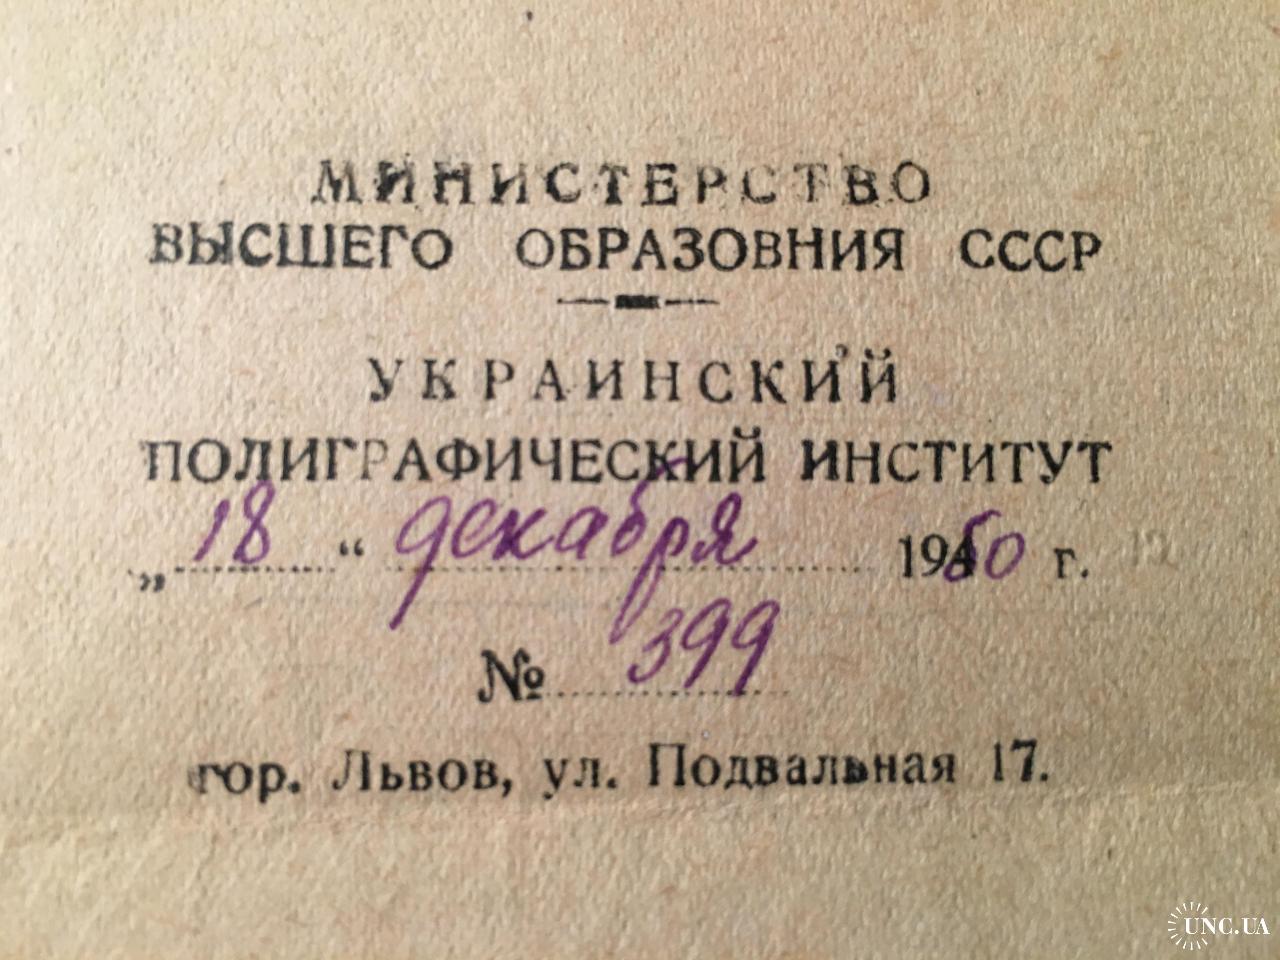 МИНИСТЕРСТВО
ВЫСШЕГО ОБРАЗОВНИЯ СССР
УКРАИНСКИЙ
ПОЛИГРАФИЧЕСКИЙ ИНСТИТУТ
„18“ декабря 1950 г.
№ 399
гор. Львов, ул. Подвальная 17.
UNC.UA